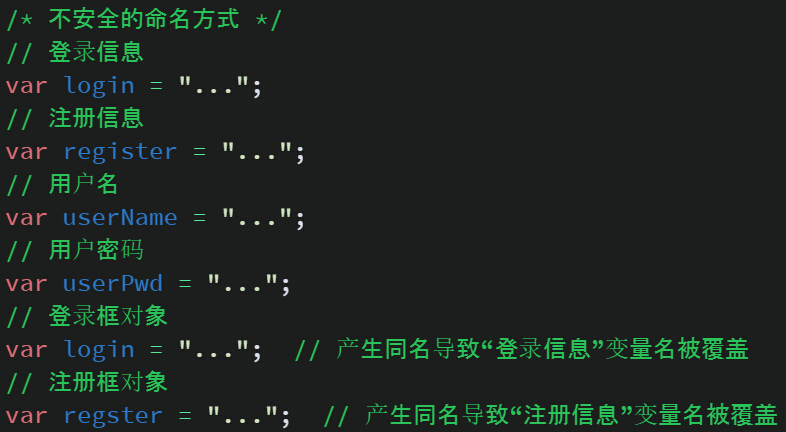 /* 不安全的命名方式 */
// 登录信息
var login = "...";
// 注册信息
var register = "...";
// 用户名
var userName = "...";
// 用户密码
var userPwd = "...";
// 登录框对象
var login = "...";  // 产生同名导致“登录信息”变量名被覆盖
// 注册框对象
var regster = "...";  // 产生同名导致“注册信息”变量名被覆盖